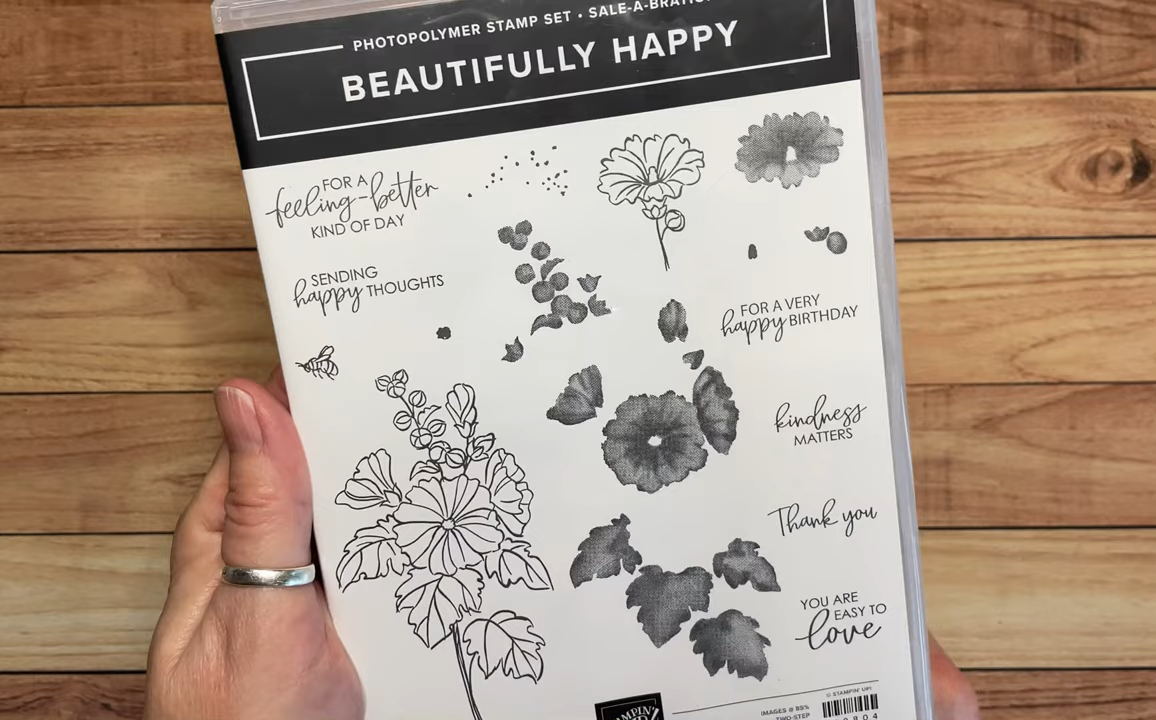 PHOTOPOLYMER STAMP SET • SALE-A-BRATIO
BEAUTIFULLY HAPPY
FOR A
feeling-better
KIND OF DAY
SENDING
happy THOUGHTS
FOR A VERY
happy BIRTHDAY
kindness
MATTERS
Thank you
YOU ARE
EASY TO
love
© STAMPIN' UP!
IMAGES @ 85%
TWO-STEP
STAMPIN'